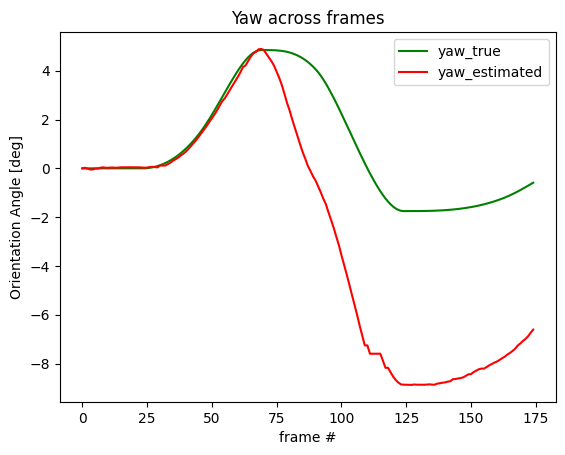 Yaw across frames
yaw_true
yaw_estimated
Orientation Angle [deg]
4
2
0
−2
−4
−6
−8
0 25 50 75 100 125 150 175
frame #